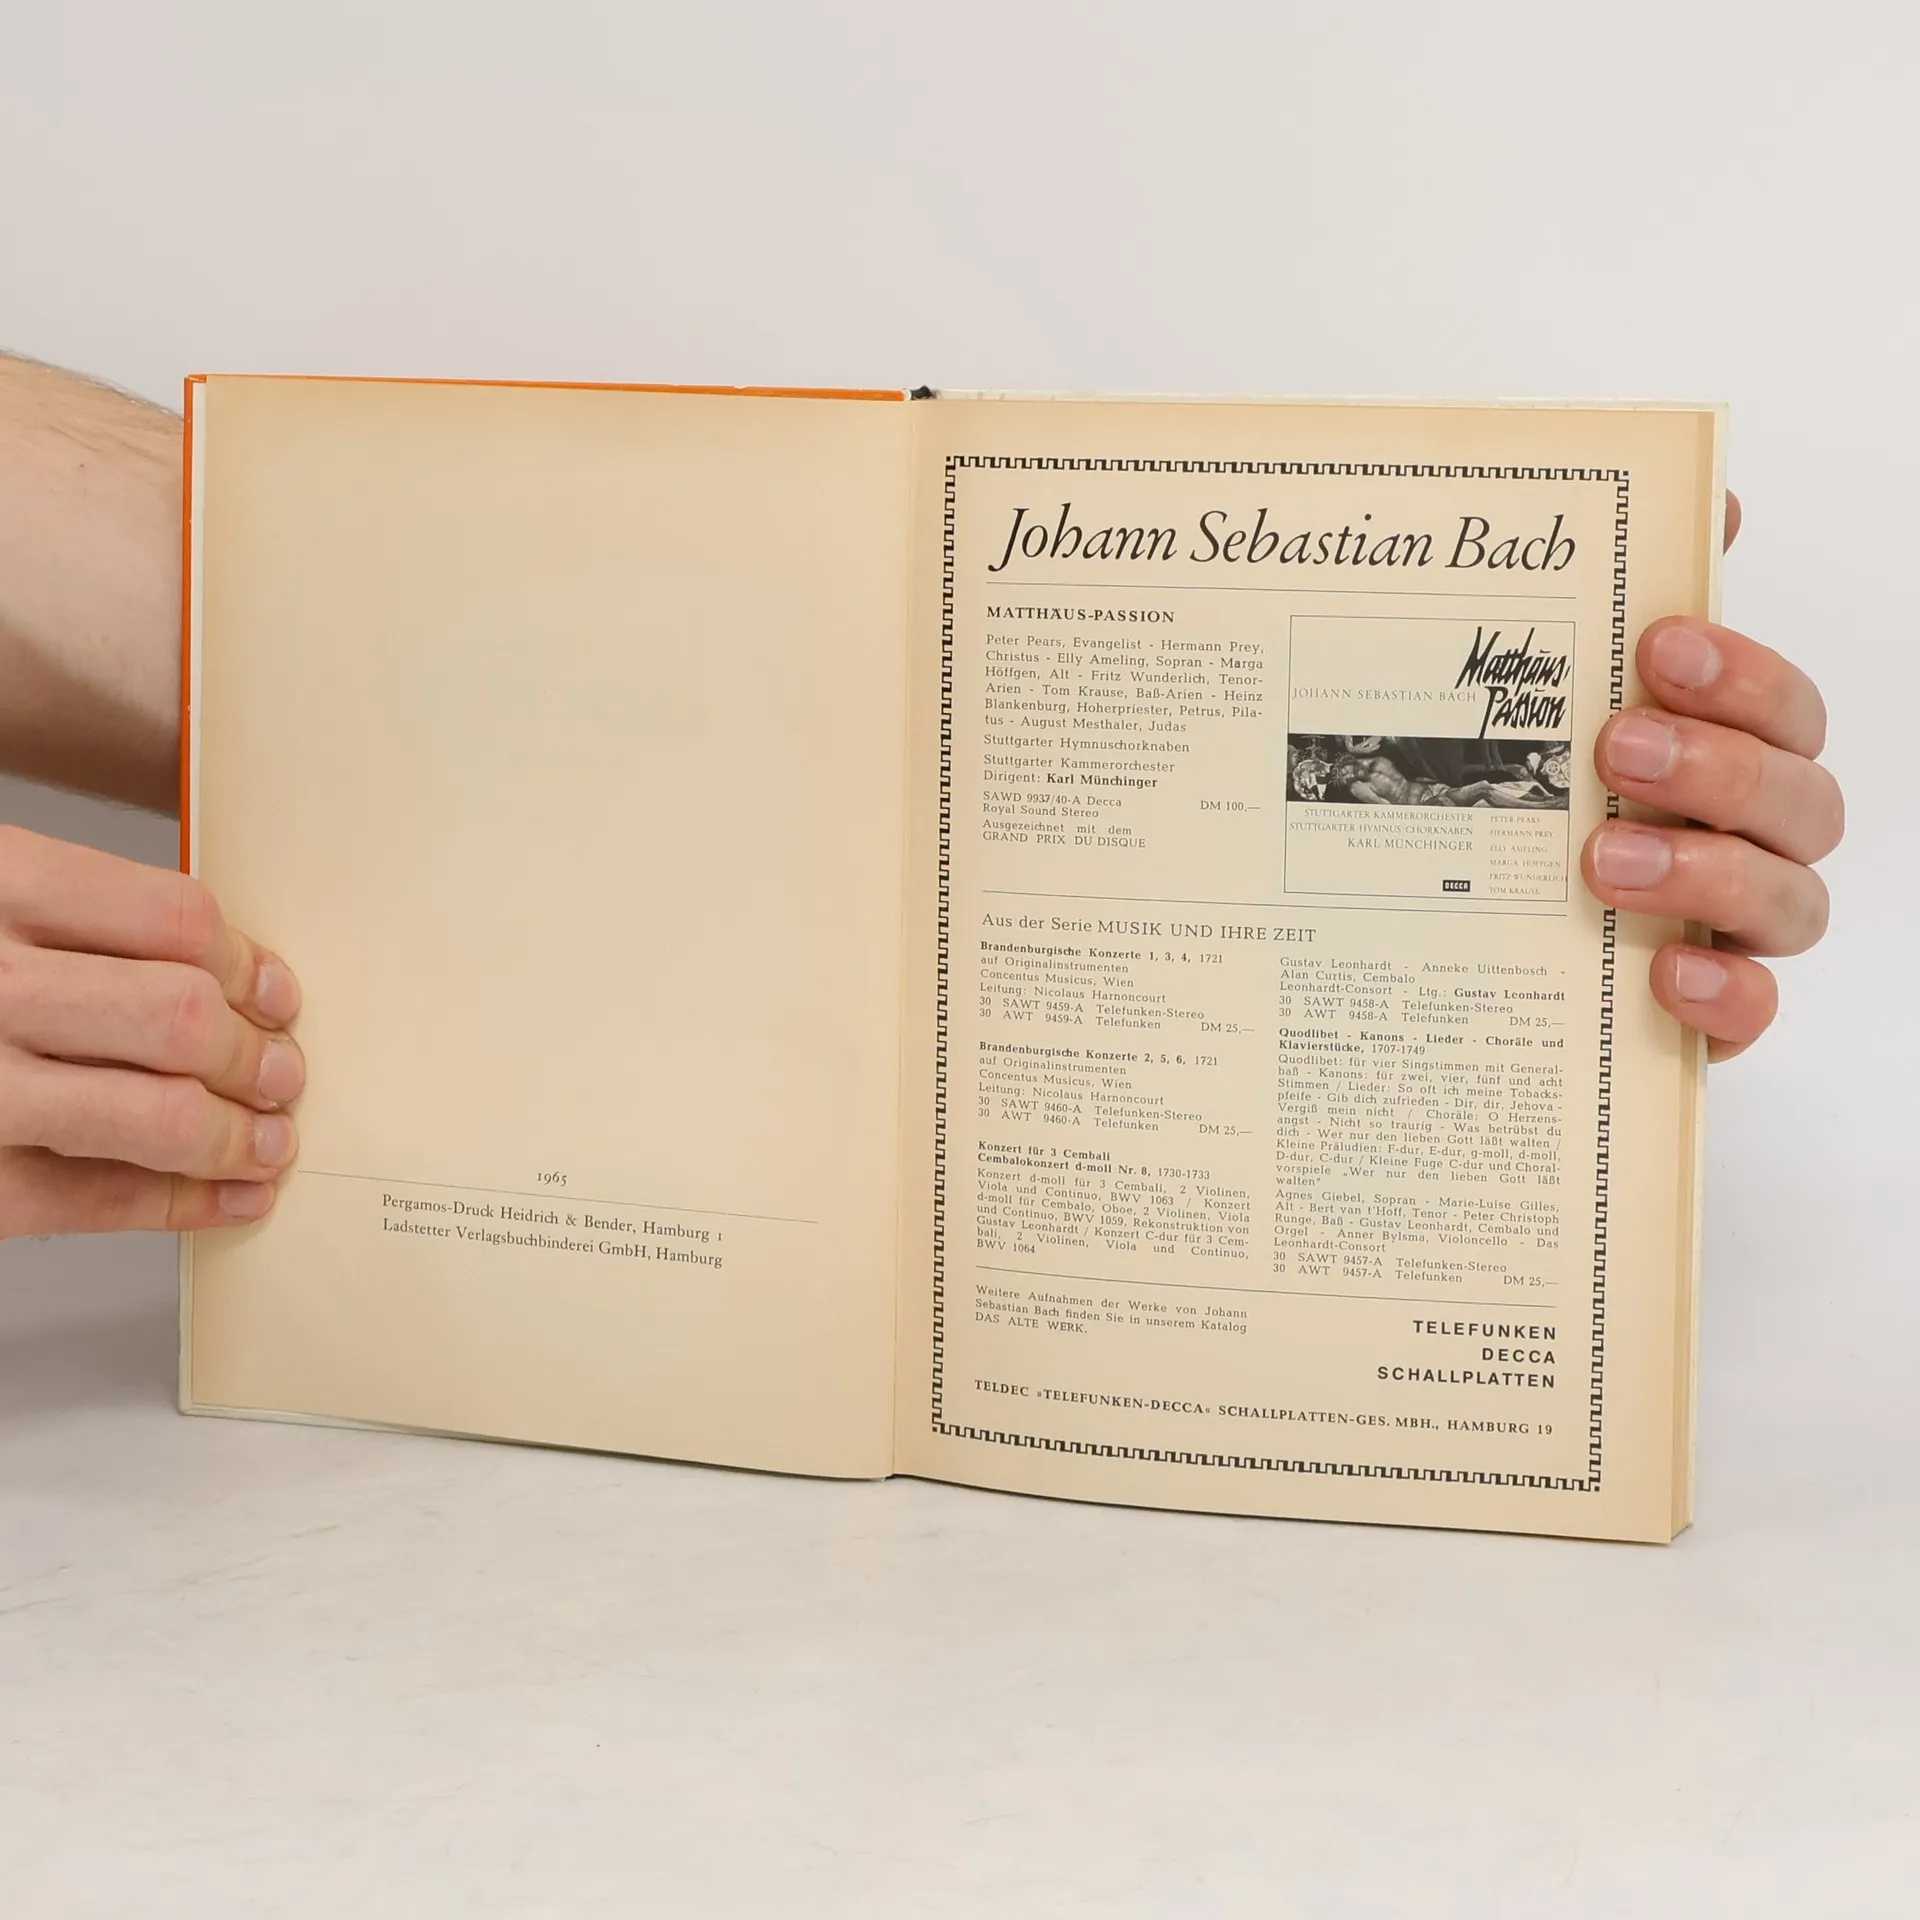 1965
Pergamos-Druck Heidrich & Bender, Hamburg 1
Ladstetter Verlagsbuchbinderei GmbH, Hamburg
Johann Sebastian Bach
MATTHÄUS-PASSION
Peter Pears, Evangelist - Hermann Prey,
Christus - Elly Ameling, Sopran - Marga
Höffgen, Alt - Fritz Wunderlich, Tenor-
Arien - Tom Krause, Baß-Arien - Heinz
Blankenburg, Hoherpriester, Petrus, Pila-
tus - August Mesthaler, Judas
Stuttgarter Hymnuschorknaben
Stuttgarter Kammerorchester
Dirigent: Karl Münchinger
SAWD 9937/40-A Decca DM 100,—
Royal Sound Stereo
Ausgezeichnet mit dem
GRAND PRIX DU DISQUE
Matthäus-
JOHANN SEBASTIAN BACH Passion
STUTTGARTER KAMMERORCHESTER
STUTTGARTER HYMNUS-CHORKNABEN
KARL MÜNCHINGER
PETER PEARS
HERMANN PREY
ELLY AMELING
MARGA HÖFFGEN
FRITZ WUNDERLICH
TOM KRAUSE
DECCA
Aus der Serie MUSIK UND IHRE ZEIT
Brandenburgische Konzerte 1, 3, 4, 1721
auf Originalinstrumenten
Concentus Musicus, Wien
Leitung: Nicolaus Harnoncourt
30 SAWT 9459-A Telefunken-Stereo
30 AWT 9459-A Telefunken DM 25,—
Brandenburgische Konzerte 2, 5, 6, 1721
auf Originalinstrumenten
Concentus Musicus, Wien
Leitung: Nicolaus Harnoncourt
30 SAWT 9460-A Telefunken-Stereo
30 AWT 9460-A Telefunken DM 25,—
Konzert für 3 Cembali
Cembalokonzert d-moll Nr. 8, 1730-1733
Konzert d-moll für 3 Cembali, 2 Violinen,
Viola und Continuo, BWV 1063 / Konzert
d-moll für Cembalo, Oboe, 2 Violinen, Viola
und Continuo, BWV 1059, Rekonstruktion von
Gustav Leonhardt / Konzert C-dur für 3 Cem-
bali, 2 Violinen, Viola und Continuo,
BWV 1064
Gustav Leonhardt - Anneke Uittenbosch -
Alan Curtis, Cembalo
Leonhardt-Consort - Ltg.: Gustav Leonhardt
30 SAWT 9458-A Telefunken-Stereo
30 AWT 9458-A Telefunken DM 25,—
Quodlibet - Kanons - Lieder - Choräle und
Klavierstücke, 1707-1749
Quodlibet: für vier Singstimmen mit General-
baß - Kanons: für zwei, vier, fünf und acht
Stimmen / Lieder: So oft ich meine Tobacks-
pfeife - Gib dich zufrieden - Dir, dir, Jehova -
Vergiß mein nicht / Choräle: O Herzens-
angst - Nicht so traurig - Was betrübst du
dich - Wer nur den lieben Gott läßt walten /
Kleine Präludien: F-dur, E-dur, g-moll, d-moll,
D-dur, C-dur / Kleine Fuge C-dur und Choral-
vorspiele „Wer nur den lieben Gott läßt
walten“
Agnes Giebel, Sopran - Marie-Luise Gilles,
Alt - Bert van t'Hoff, Tenor - Peter Christoph
Runge, Baß - Gustav Leonhardt, Cembalo und
Orgel - Anner Bylsma, Violoncello - Das
Leonhardt-Consort
30 SAWT 9457-A Telefunken-Stereo
30 AWT 9457-A Telefunken DM 25,—
Weitere Aufnahmen der Werke von Johann
Sebastian Bach finden Sie in unserem Katalog
DAS ALTE WERK.
TELEFUNKEN
DECCA
SCHALLPLATTEN
TELDEC »TELEFUNKEN-DECCA« SCHALLPLATTEN-GES. MBH., HAMBURG 19